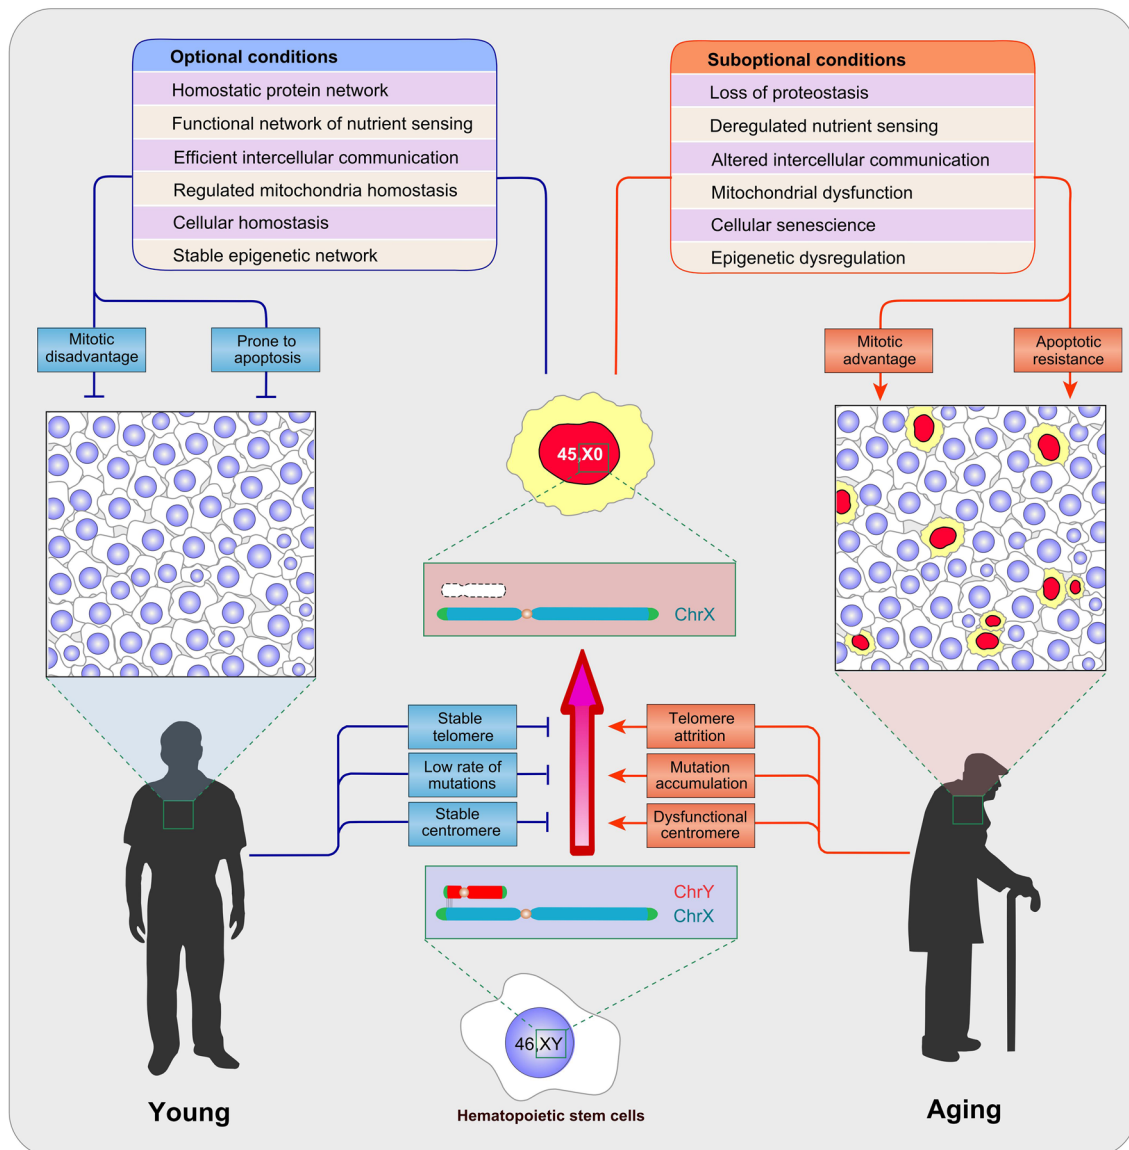 Optional conditions
Homostatic protein network
Functional network of nutrient sensing
Efficient intercellular communication
Regulated mitochondria homostasis
Cellular homostasis
Stable epigenetic network
Suboptional conditions
Loss of proteostasis
Deregulated nutrient sensing
Altered intercellular communication
Mitochondrial dysfunction
Cellular senescience
Epigenetic dysregulation
Mitotic
disadvantage
Prone to
apoptosis
Mitotic
advantage
Apoptotic
resistance
45,X0
ChrX
Stable
telomere
Low rate of
mutations
Stable
centromere
Telomere
attrition
Mutation
accumulation
Dysfunctional
centromere
ChrY
ChrX
46,XY
Hematopoietic stem cells
Young
Aging